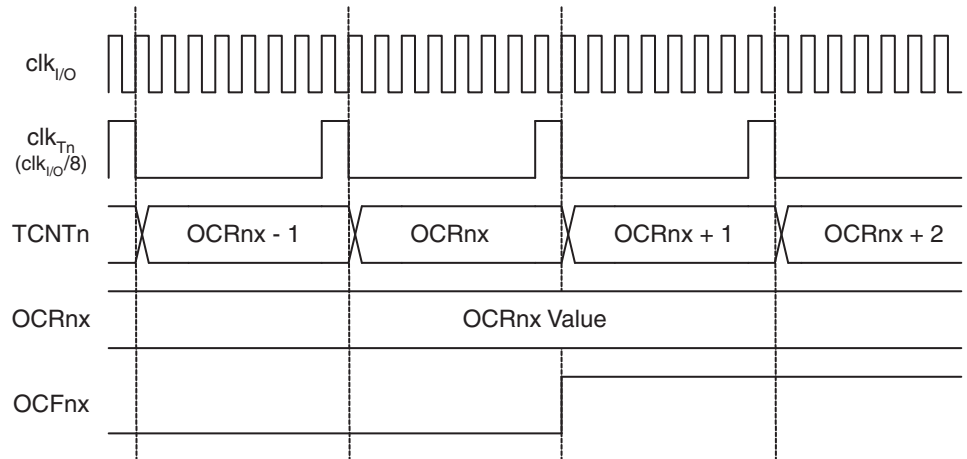 clkI/O
clkTn
(clkI/O/8)
TCNTn
OCRnx - 1
OCRnx
OCRnx + 1
OCRnx + 2
OCRnx
OCRnx Value
OCFnx